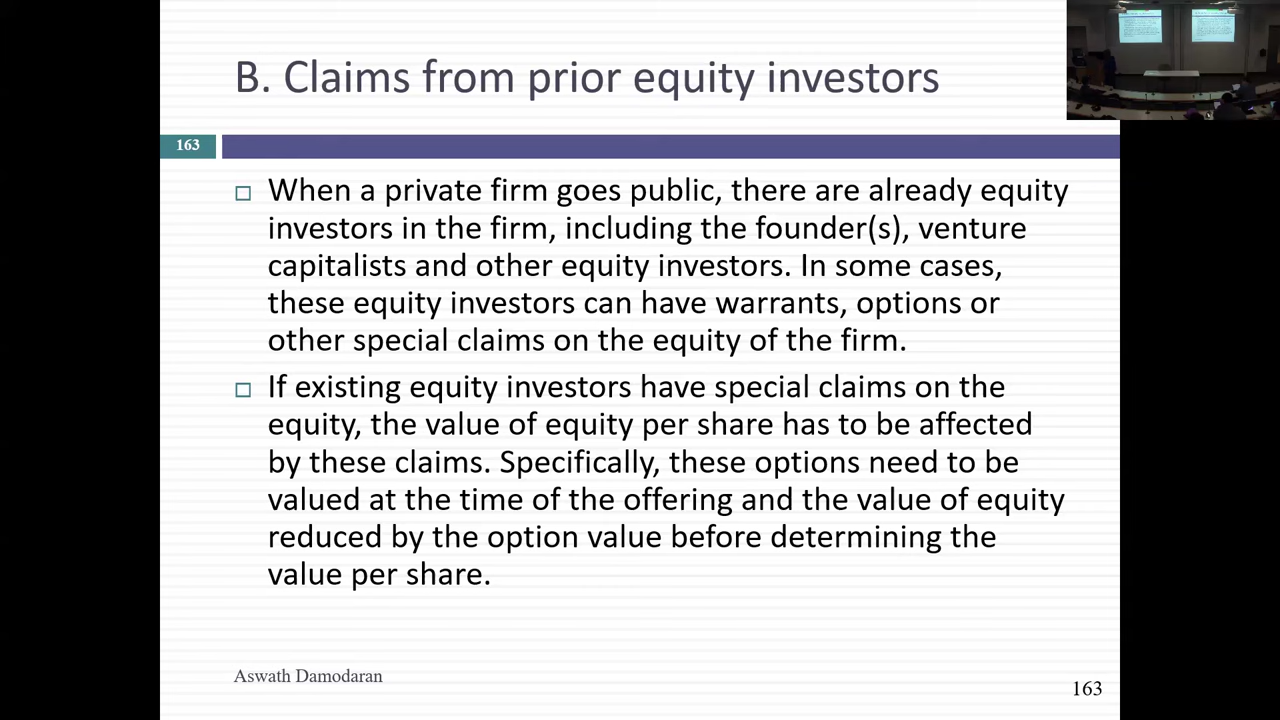 B. Claims from prior equity investors
163
When a private firm goes public, there are already equity
investors in the firm, including the founder(s), venture
capitalists and other equity investors. In some cases,
these equity investors can have warrants, options or
other special claims on the equity of the firm.
If existing equity investors have special claims on the
equity, the value of equity per share has to be affected
by these claims. Specifically, these options need to be
valued at the time of the offering and the value of equity
reduced by the option value before determining the
value per share.
Aswath Damodaran
163